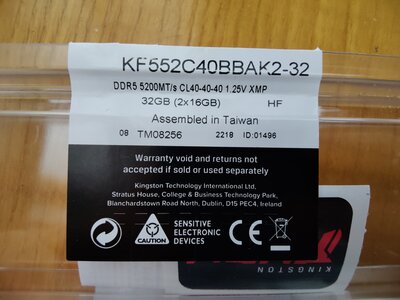 KF552C40BBAK2-32
DDR5 5200MT/s CL40-40-40 1.25V XMP
32GB (2x16GB) HF
Assembled in Taiwan
08 TM08256 2218 ID:01496
Warranty void and returns not
accepted if sold or used separately
Kingston Technology International Ltd.
Stratus House, College & Business Technology Park,
Blanchardstown Road North, Dublin, D15 PEC4, Ireland
CAUTION
SENSITIVE
ELECTRONIC
DEVICES
CE
KINGSTON